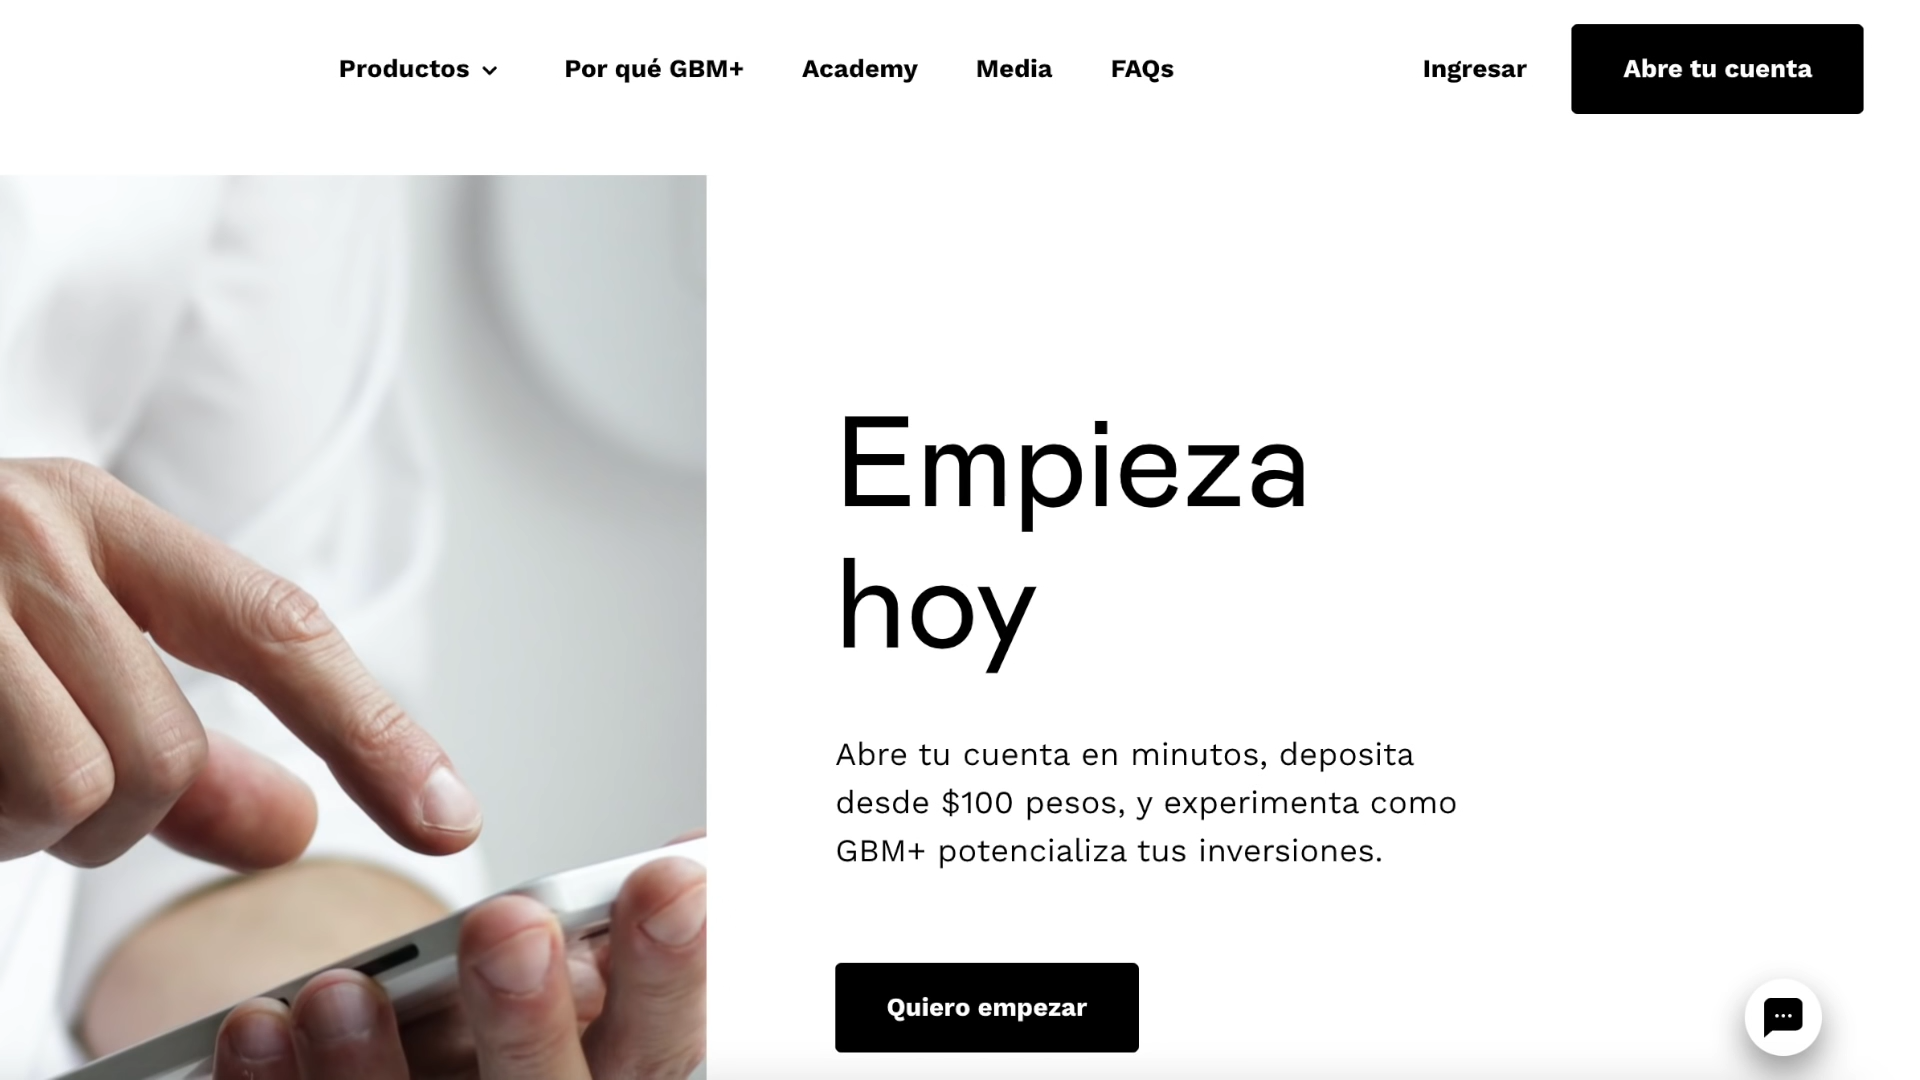 Productos
Por qué GBM+
Academy
Media
FAQs
Ingresar
Abre tu cuenta
Empieza
hoy
Abre tu cuenta en minutos, deposita
desde $100 pesos, y experimenta como
GBM+ potencializa tus inversiones.
Quiero empezar